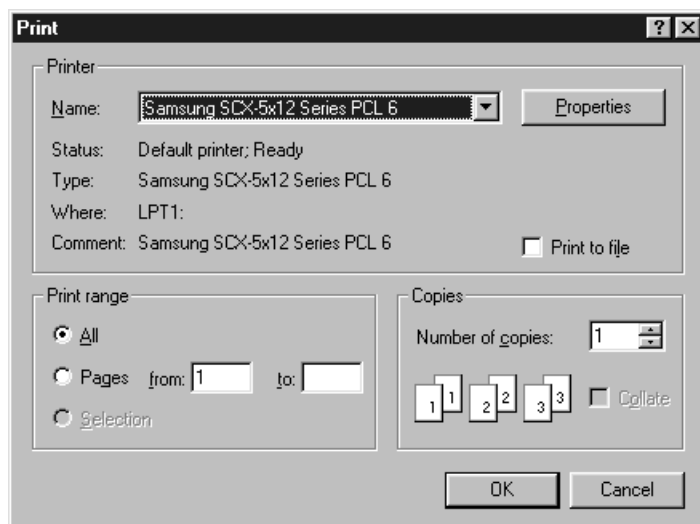 Print
Printer
Name: Samsung SCX-5x12 Series PCL 6 Properties
Status: Default printer; Ready
Type: Samsung SCX-5x12 Series PCL 6
Where: LPT1:
Comment: Samsung SCX-5x12 Series PCL 6 Print to file
Print range
All
Pages from: 1 to:
Selection
Copies
Number of copies: 1
1 1 2 2 3 3 Collate
OK Cancel